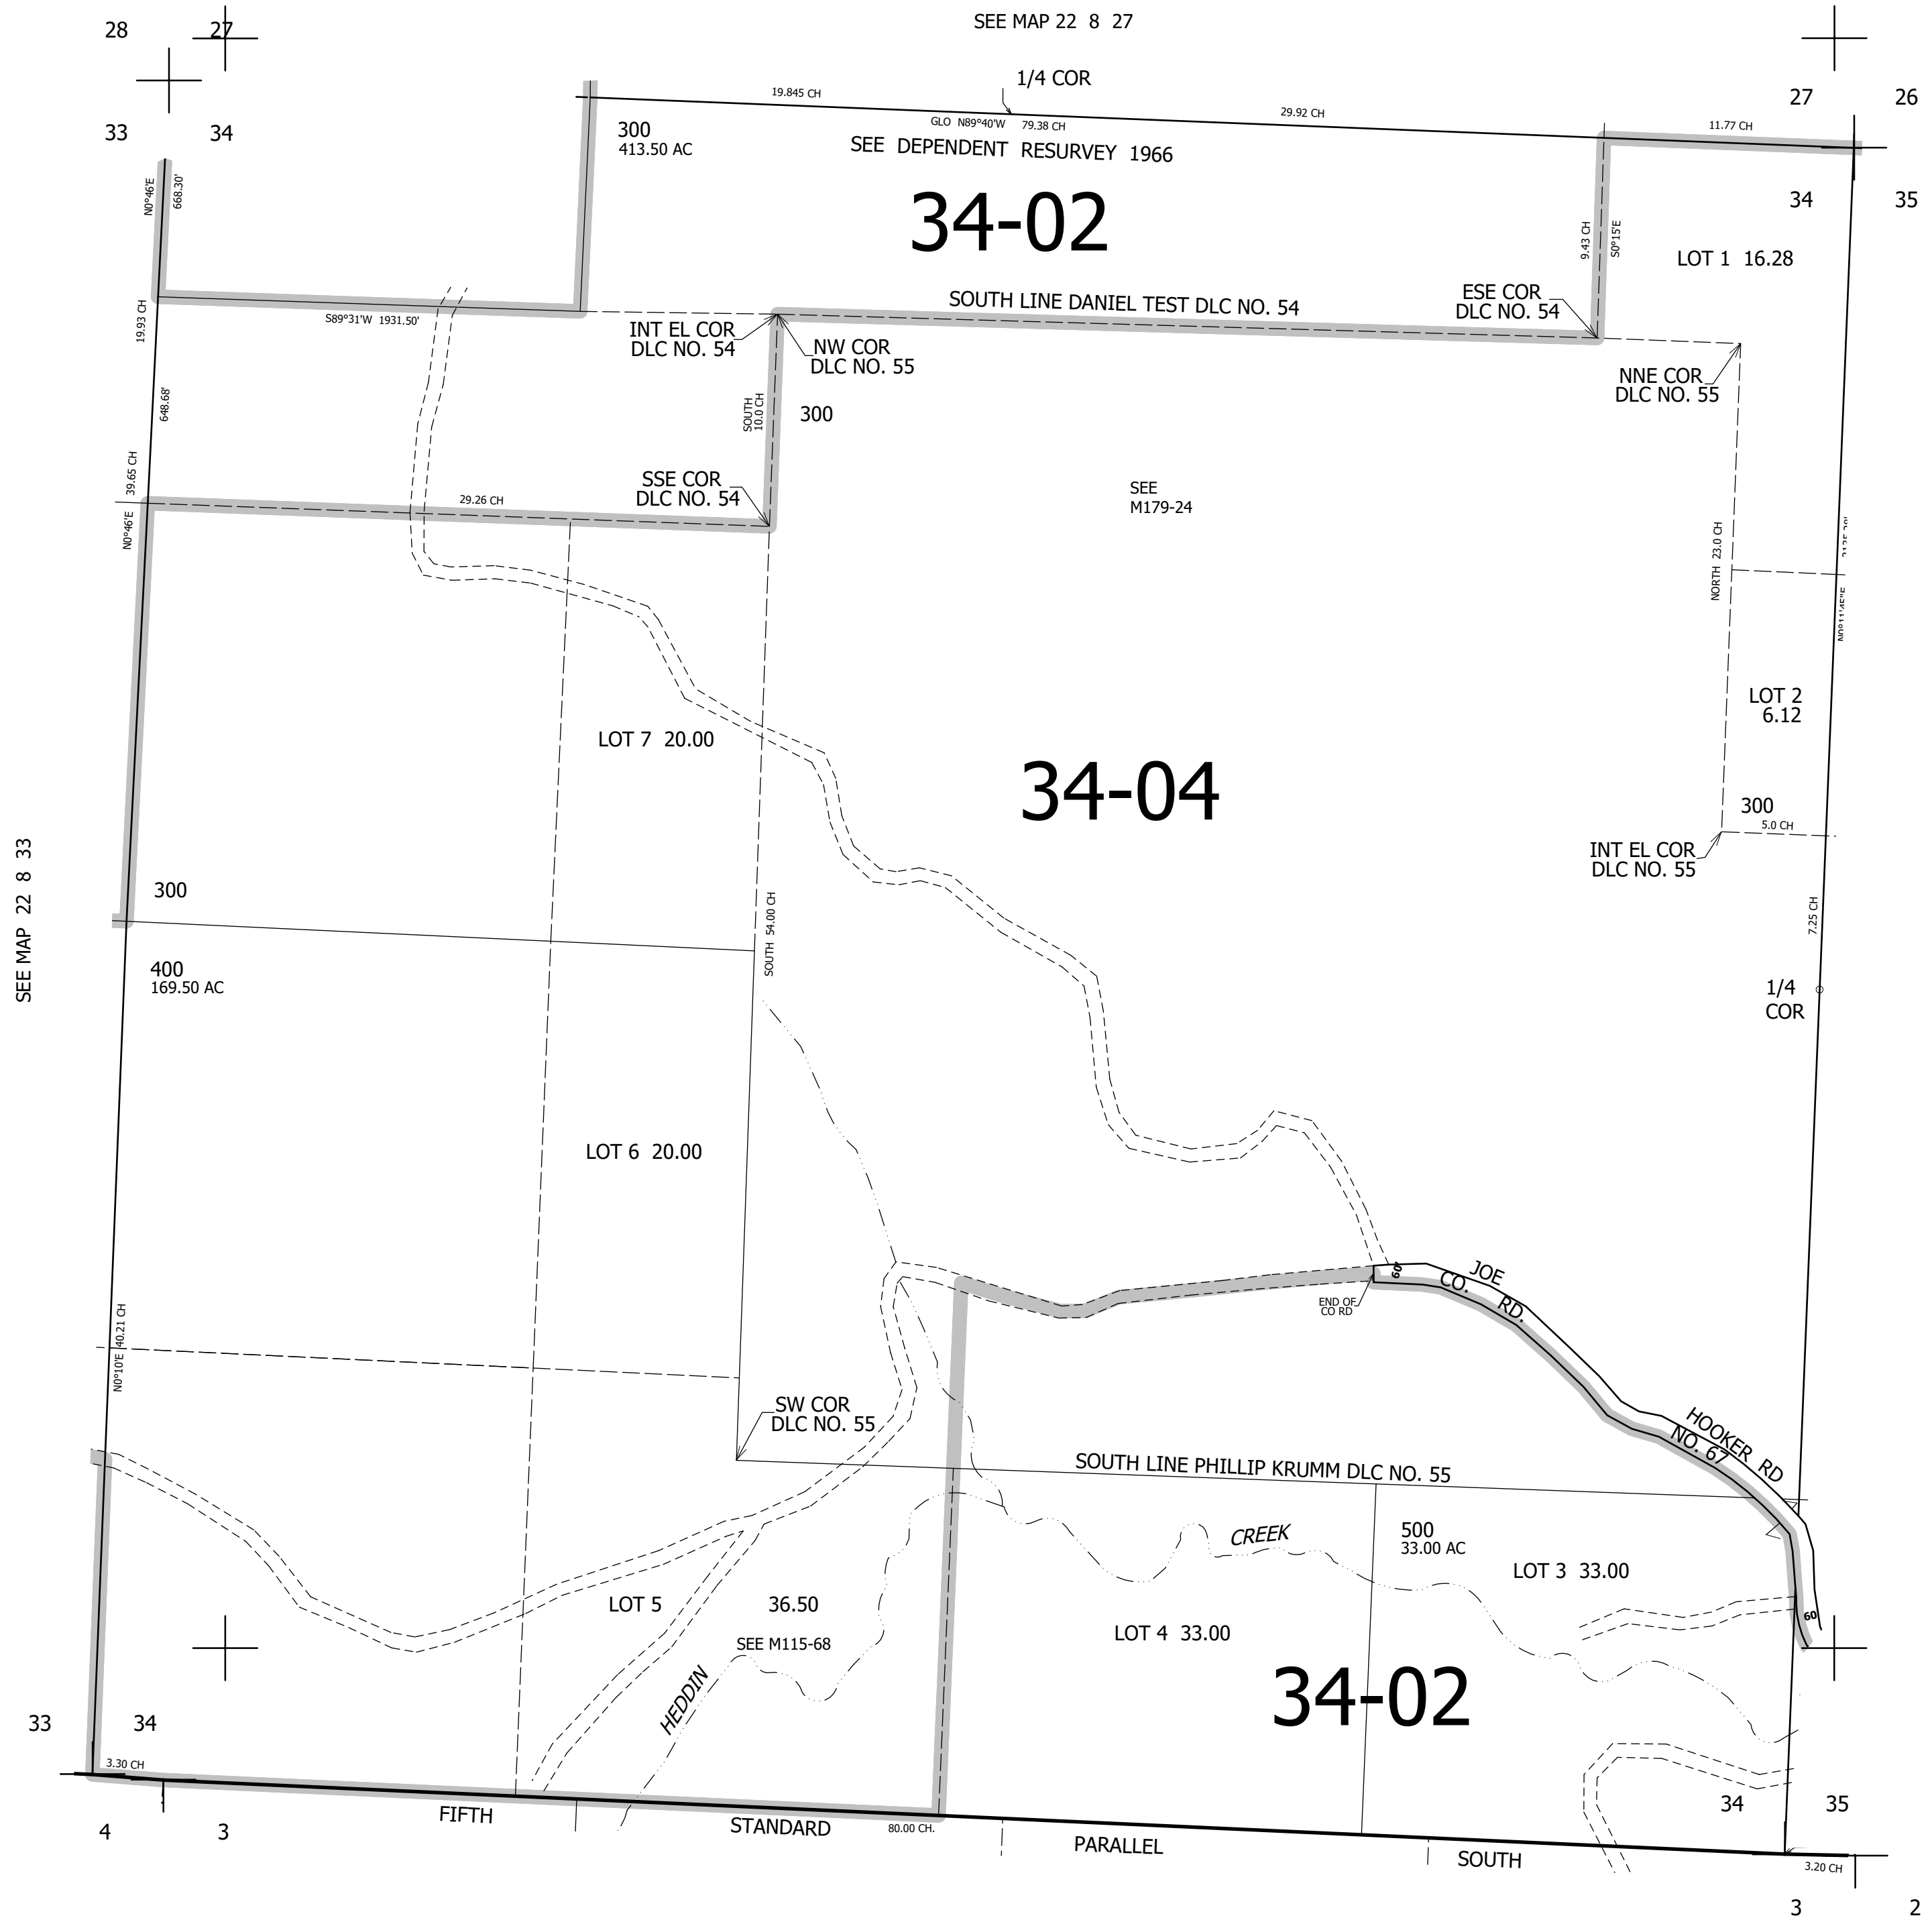 SEE MAP 22 8 27
28
27
1/4 COR
19.845 CH
29.92 CH
27
26
GLO N89°40'W 79.38 CH
11.77 CH
33
34
300
413.50 AC
SEE DEPENDENT RESURVEY 1966
34-02
N0°46'E
668.30'
34
35
9.43 CH
S0°15'E
LOT 1 16.28
19.93 CH
S89°31'W 1931.50'
SOUTH LINE DANIEL TEST DLC NO. 54
ESE COR
DLC NO. 54
INT EL COR
DLC NO. 54
NW COR
DLC NO. 55
NNE COR
DLC NO. 55
648.68'
SOUTH
10.0 CH
300
39.65 CH
N0°46'E
29.26 CH
SSE COR
DLC NO. 54
SEE
M179-24
NORTH 23.0 CH
N0°11'45"E
LOT 2
6.12
LOT 7 20.00
34-04
300
5.0 CH
INT EL COR
DLC NO. 55
SEE MAP 22 8 33
300
SOUTH 54.00 CH
7.25 CH
400
169.50 AC
1/4
COR
LOT 6 20.00
60'
JOE
CO. RD.
END OF
CO RD
N0°10'E 40.21 CH
SW COR
DLC NO. 55
HOOKER RD
NO. 67
SOUTH LINE PHILLIP KRUMM DLC NO. 55
CREEK
500
33.00 AC
LOT 3 33.00
LOT 5 36.50
SEE M115-68
LOT 4 33.00
60
HEDDIN
34-02
33
34
3.30 CH
34
35
4
3
FIFTH STANDARD PARALLEL SOUTH
80.00 CH.
3.20 CH
3
2